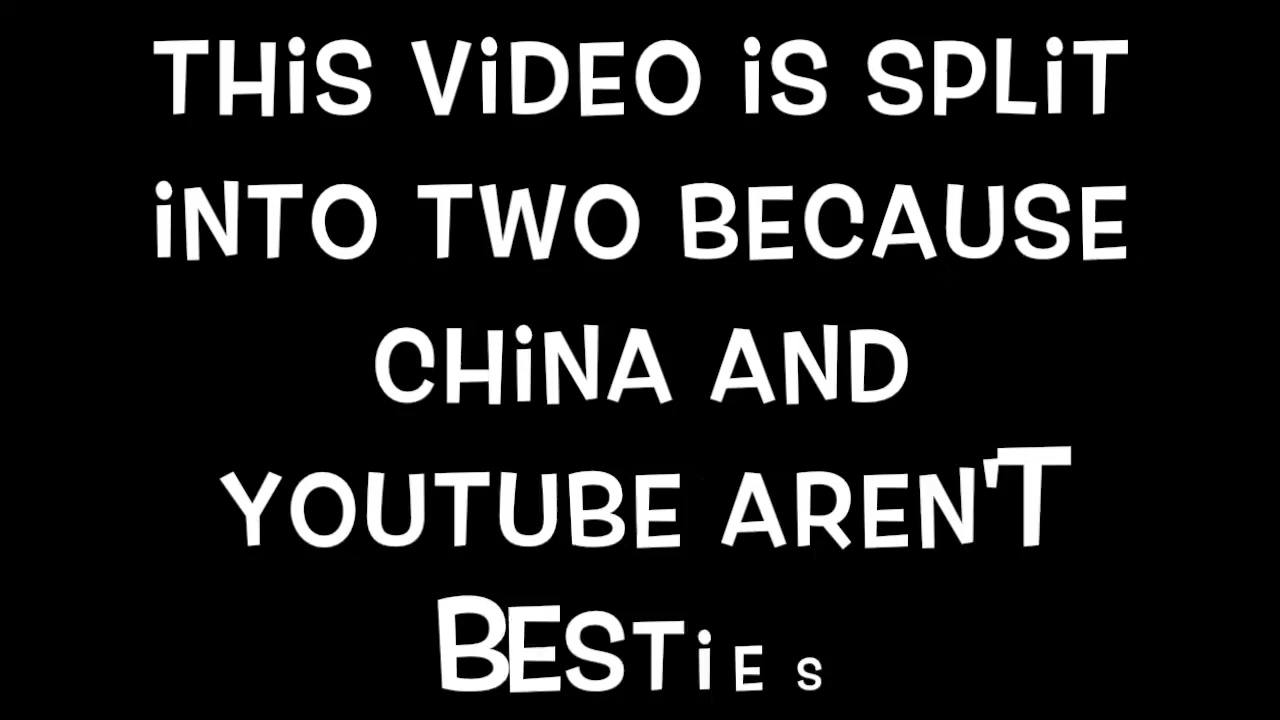 THiS ViDEO iS SPLiT
iNTO TWO BECAUSE
CHiNA AND
YOUTUBE AREN'T
BESTiES